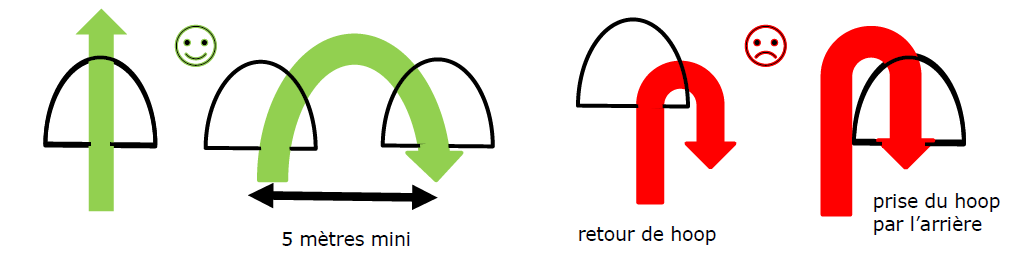 5 mètres mini
retour de hoop
prise du hoop
par l'arrière